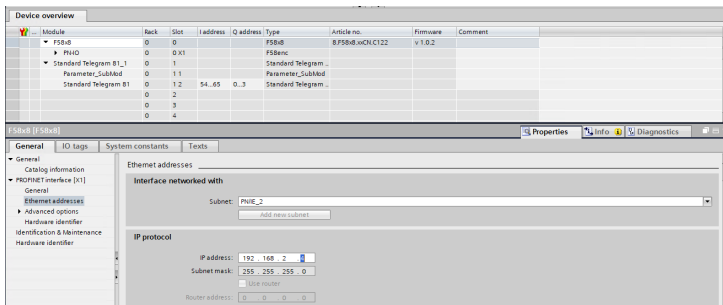 Device overview
... Module Rack Slot I address Q address Type Article no. Firmware Comment
F58x8 0 0 F58x8 8.F58x8.xxCN.C122 v 1.0.2
PN-IO 0 0 X1 F58enc
Standard Telegram 81_1 0 1 Standard Telegram ..
Parameter_SubMod 0 1 1 Parameter_SubMod
Standard Telegram 81 0 1 2 54...65 0...3 Standard Telegram ..
0 2
0 3
0 4
F58x8 [F58x8] Properties Info Diagnostics
General IO tags System constants Texts
General
Catalog information
PROFINET interface [X1]
General
Ethernet addresses
Advanced options
Hardware identifier
Identification & Maintenance
Hardware identifier
Ethernet addresses
Interface networked with
Subnet: PN/IE_2
Add new subnet
IP protocol
IP address: 192 . 168 . 2 .
Subnet mask: 255 . 255 . 255 . 0
Use router
Router address: 0 . 0 . 0 . 0